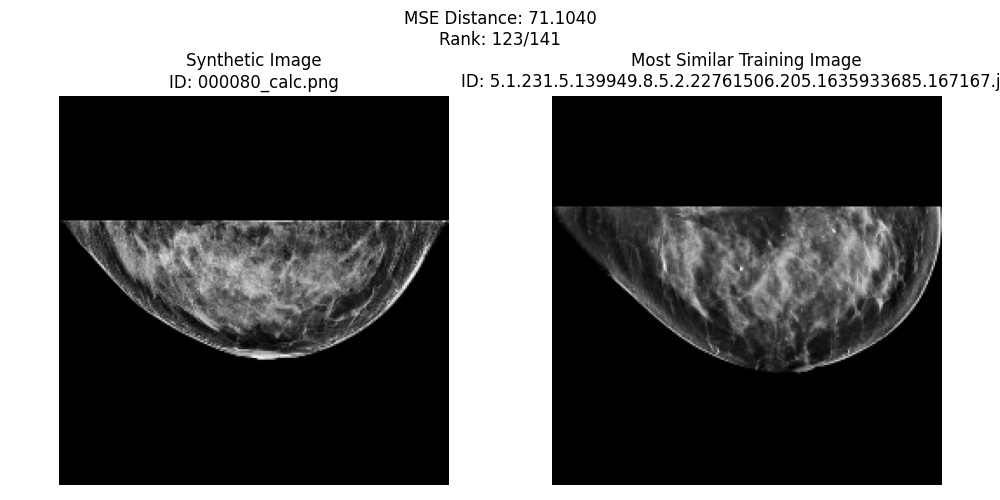 MSE Distance: 71.1040
Rank: 123/141
Synthetic Image
ID: 000080_calc.png
Most Similar Training Image
ID: 5.1.231.5.139949.8.5.2.22761506.205.1635933685.167167.j